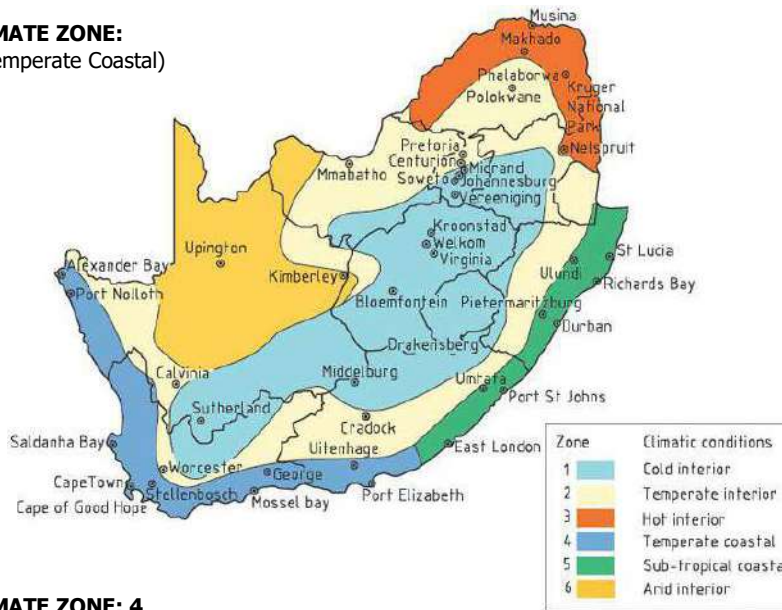 MATE ZONE:
emperate Coastal)
Musina
Makhado
Phalaborwa
Polokwane
Kruger
National
Park
Nelspruit
Pretoria
Centurion
Midrand
Soweto
Johannesburg
Vereeniging
Mmabatho
Kroonstad
Welkom
Virginia
Upington
Kimberley
Bloemfontein
Ulundi
St Lucia
Richards Bay
Pietermaritzburg
Durban
Alexander Bay
Port Nolloth
Drakensberg
Calvinia
Middelburg
Umtata
Port St Johns
Sutherland
Cradock
Saldanha Bay
Uitenhage
East London
Worcester
George
Cape Town
Stellenbosch
Cape of Good Hope
Mossel bay
Port Elizabeth
Zone Climatic conditions
1 Cold interior
2 Temperate interior
3 Hot interior
4 Temperate coastal
5 Sub-tropical coasta
6 Arid interior
MATE ZONE: 4